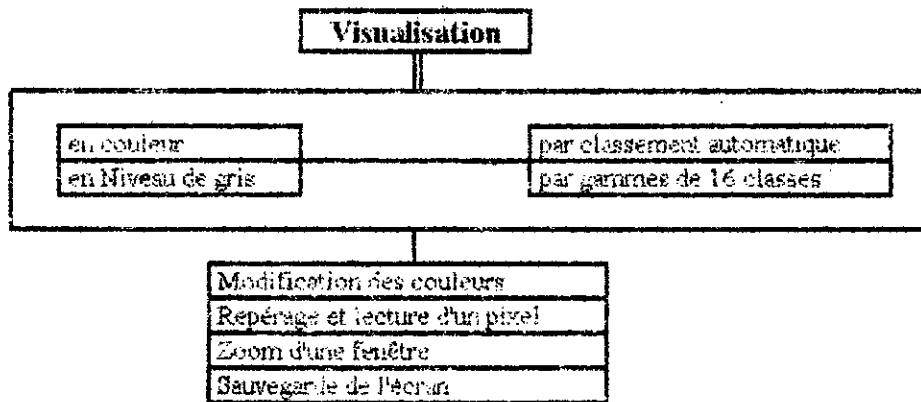 Visualisation
en couleur
en Niveau de gris
par classement automatique
par gammes de 16 classes
Modification des couleurs
Repérage et lecture d'un pixel
Zoom d'une fenêtre
Sauvegarde de l'écran